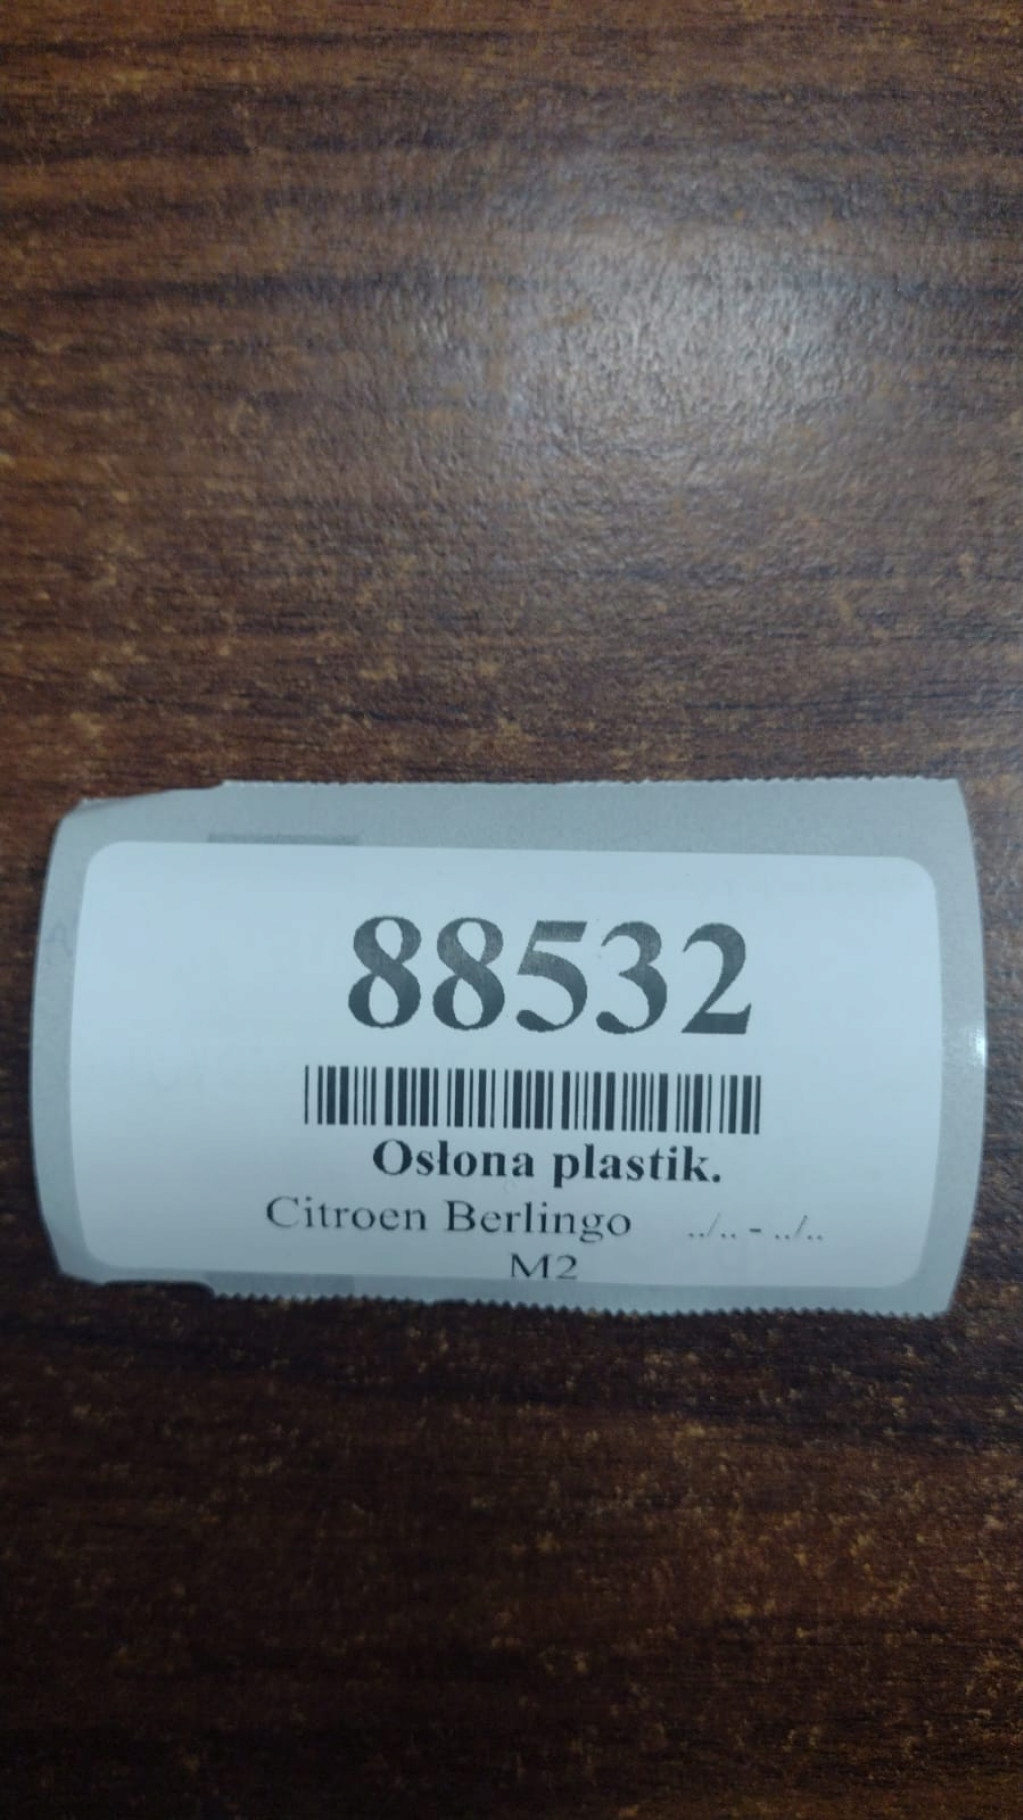 88532
Osłona plastik.
Citroen Berlingo ../.. - ../..
M2